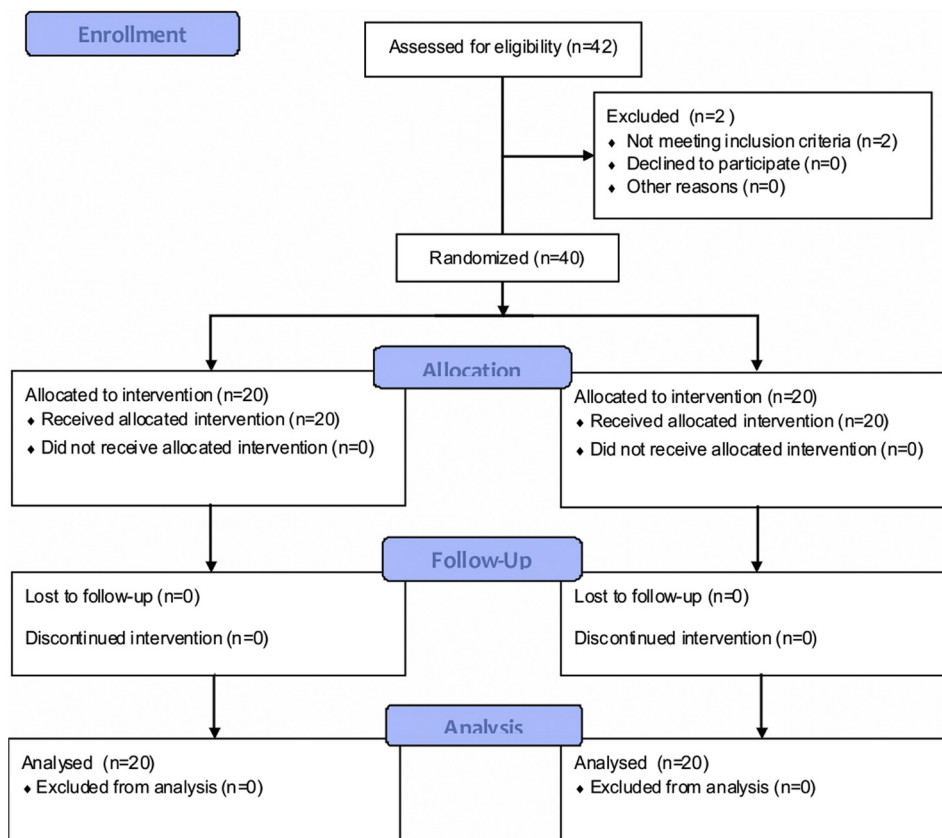 Enrollment
Assessed for eligibility (n=42)
Excluded (n=2 )
♦ Not meeting inclusion criteria (n=2)
♦ Declined to participate (n=0)
♦ Other reasons (n=0)
Randomized (n=40)
Allocation
Allocated to intervention (n=20)
♦ Received allocated intervention (n=20)
♦ Did not receive allocated intervention (n=0)
Allocated to intervention (n=20)
♦ Received allocated intervention (n=20)
♦ Did not receive allocated intervention (n=0)
Follow-Up
Lost to follow-up (n=0)
Discontinued intervention (n=0)
Lost to follow-up (n=0)
Discontinued intervention (n=0)
Analysis
Analysed (n=20)
♦ Excluded from analysis (n=0)
Analysed (n=20)
♦ Excluded from analysis (n=0)